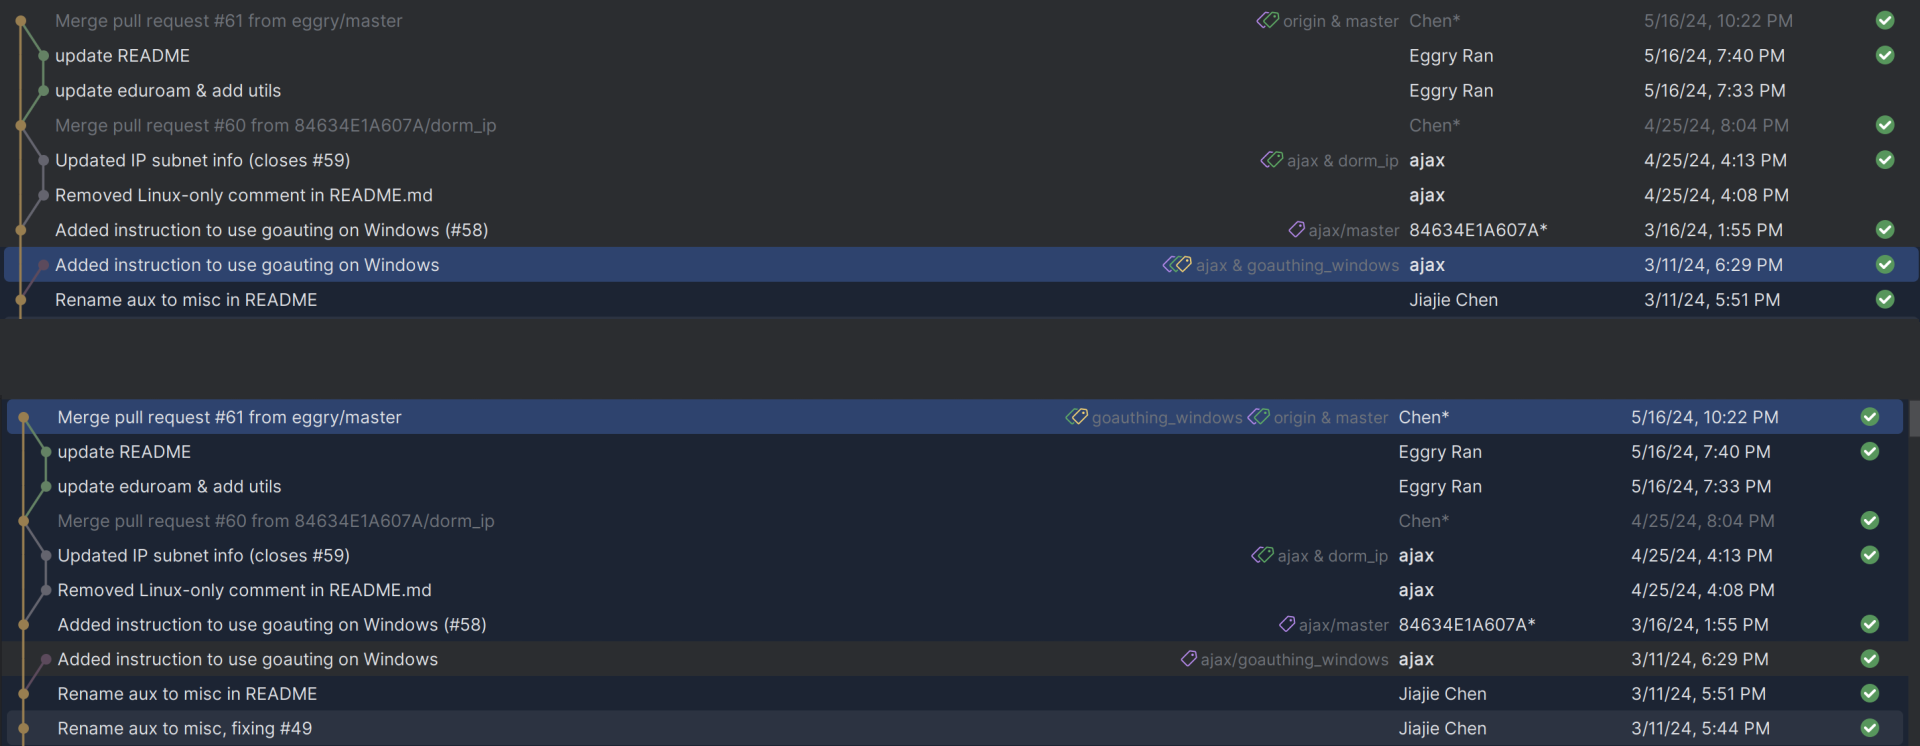 Merge pull request #61 from eggry/master origin & master Chen* 5/16/24, 10:22 PM
update README Eggry Ran 5/16/24, 7:40 PM
update eduroam & add utils Eggry Ran 5/16/24, 7:33 PM
Merge pull request #60 from 84634E1A607A/dorm_ip Chen* 4/25/24, 8:04 PM
Updated IP subnet info (closes #59) ajax & dorm_ip ajax 4/25/24, 4:13 PM
Removed Linux-only comment in README.md ajax 4/25/24, 4:08 PM
Added instruction to use goauting on Windows (#58) ajax/master 84634E1A607A* 3/16/24, 1:55 PM
Added instruction to use goauting on Windows ajax & goauthing_windows ajax 3/11/24, 6:29 PM
Rename aux to misc in README Jiajie Chen 3/11/24, 5:51 PM
Merge pull request #61 from eggry/master goauthing_windows origin & master Chen* 5/16/24, 10:22 PM
update README Eggry Ran 5/16/24, 7:40 PM
update eduroam & add utils Eggry Ran 5/16/24, 7:33 PM
Merge pull request #60 from 84634E1A607A/dorm_ip Chen* 4/25/24, 8:04 PM
Updated IP subnet info (closes #59) ajax & dorm_ip ajax 4/25/24, 4:13 PM
Removed Linux-only comment in README.md ajax 4/25/24, 4:08 PM
Added instruction to use goauting on Windows (#58) ajax/master 84634E1A607A* 3/16/24, 1:55 PM
Added instruction to use goauting on Windows ajax/goauthing_windows ajax 3/11/24, 6:29 PM
Rename aux to misc in README Jiajie Chen 3/11/24, 5:51 PM
Rename aux to misc, fixing #49 Jiajie Chen 3/11/24, 5:44 PM